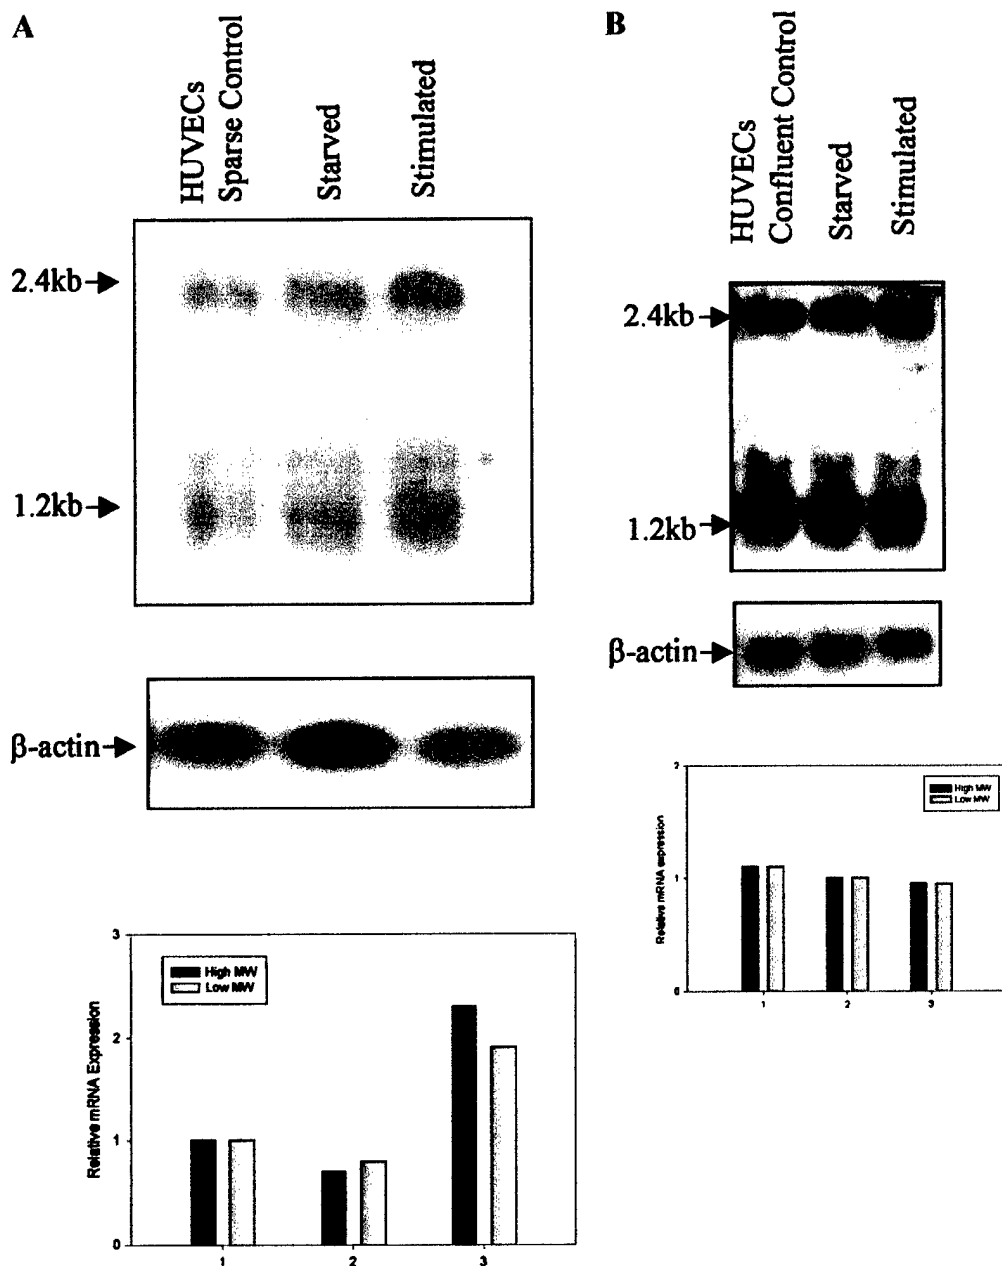 A
HUVECs
Sparse Control
Starved
Stimulated
2.4kb
1.2kb
β-actin
3
2
1
0
Relative mRNA Expression
High MW
Low MW
1
2
3
B
HUVECs
Confluent Control
Starved
Stimulated
2.4kb
1.2kb
β-actin
2
1
0
Relative mRNA expression
High MW
Low MW
1
2
3